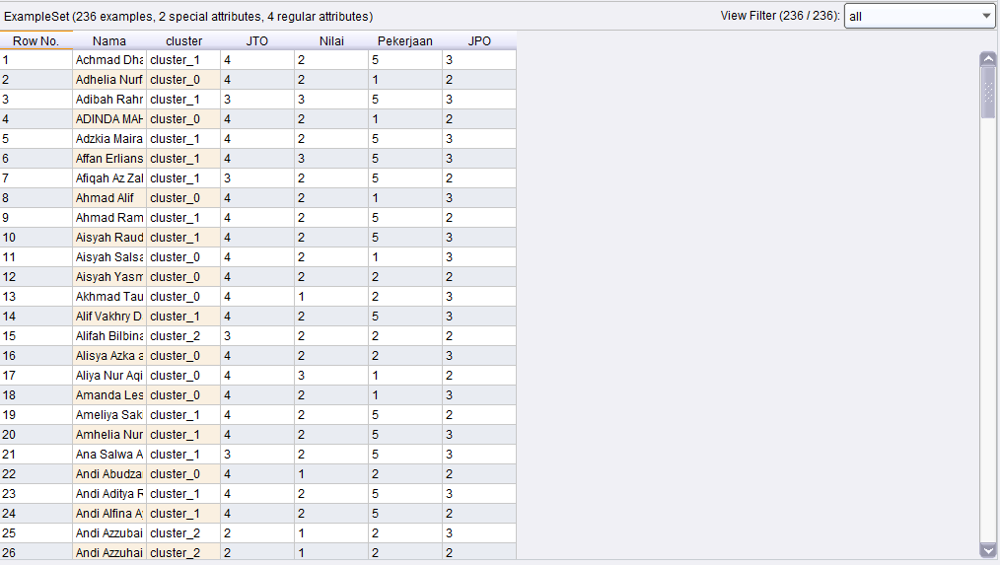 ExampleSet (236 examples, 2 special attributes, 4 regular attributes) View Filter (236 / 236): all
Row No. Nama cluster JTO Nilai Pekerjaan JPO
1 Achmad Dha cluster_1 4 2 5 3
2 Adhelia Nurf cluster_0 4 2 1 2
3 Adibah Rahr cluster_1 3 3 5 3
4 ADINDA MAH cluster_0 4 2 1 2
5 Adzkia Maira cluster_1 4 2 5 3
6 Affan Erlians cluster_1 4 3 5 3
7 Afiqah Az Zal cluster_1 3 2 5 2
8 Ahmad Alif cluster_0 4 2 1 3
9 Ahmad Ram cluster_1 4 2 5 2
10 Aisyah Raud cluster_1 4 2 5 3
11 Aisyah Salsa cluster_0 4 2 1 3
12 Aisyah Yasm cluster_0 4 2 2 2
13 Akhmad Tau cluster_0 4 1 2 3
14 Alif Vakhry D cluster_1 4 2 5 3
15 Alifah Bilbina cluster_2 3 2 2 2
16 Alisya Azka a cluster_0 4 2 2 3
17 Aliya Nur Aqi cluster_0 4 3 1 2
18 Amanda Les cluster_0 4 2 1 3
19 Ameliya Sak cluster_1 4 2 5 2
20 Amhelia Nur cluster_1 4 2 5 3
21 Ana Salwa A cluster_1 3 2 5 3
22 Andi Abudza cluster_0 4 1 2 2
23 Andi Aditya R cluster_1 4 2 5 3
24 Andi Alfina A cluster_1 4 2 5 2
25 Andi Azzubai cluster_2 2 1 2 3
26 Andi Azzuhai cluster_2 2 1 2 2